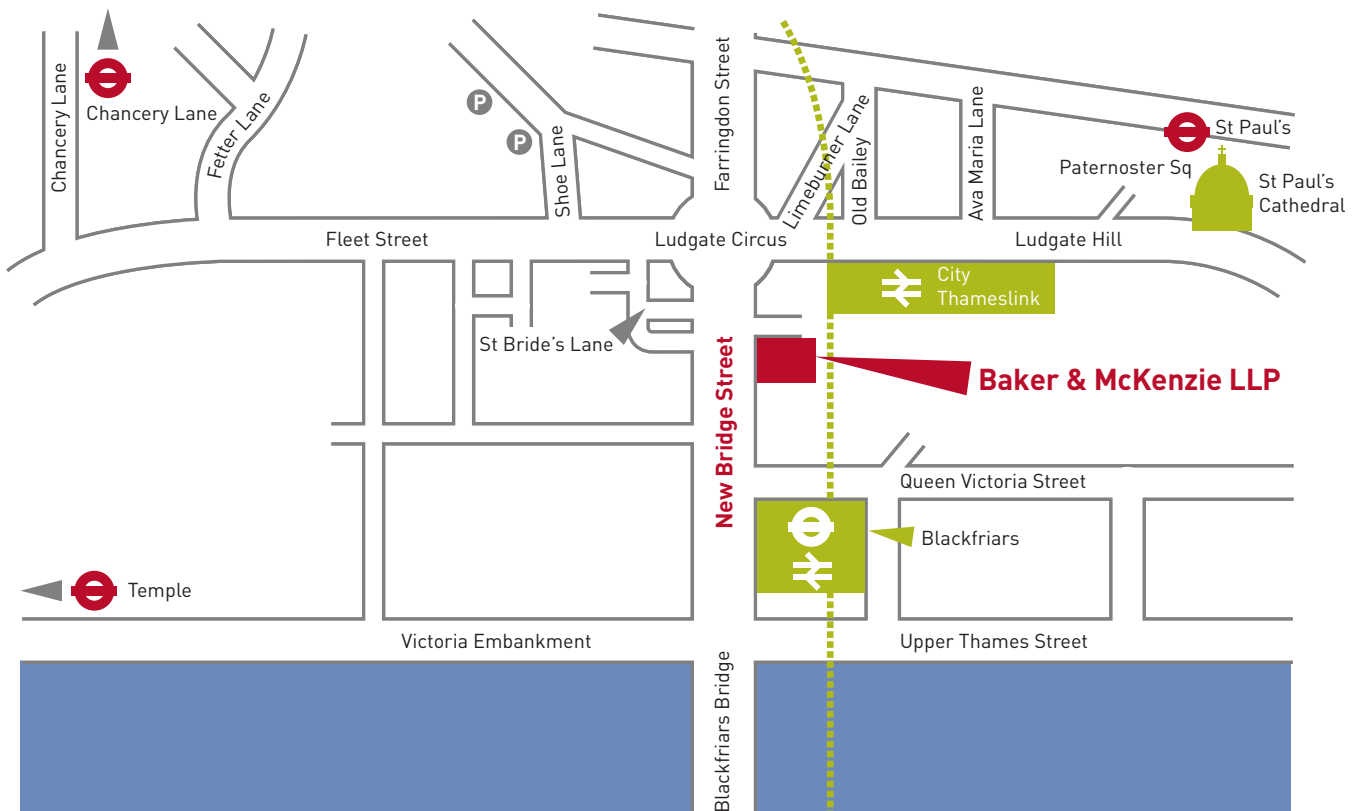 Chancery Lane
Chancery Lane
Fetter Lane
P
P
Shoe Lane
Farringdon Street
Limeburner Lane
Old Bailey
Ava Maria Lane
St Paul's
Paternoster Sq
St Paul's
Cathedral
Fleet Street
Ludgate Circus
Ludgate Hill
City
Thameslink
St Bride's Lane
New Bridge Street
Baker & McKenzie LLP
Queen Victoria Street
Blackfriars
Temple
Victoria Embankment
Upper Thames Street
Blackfriars Bridge